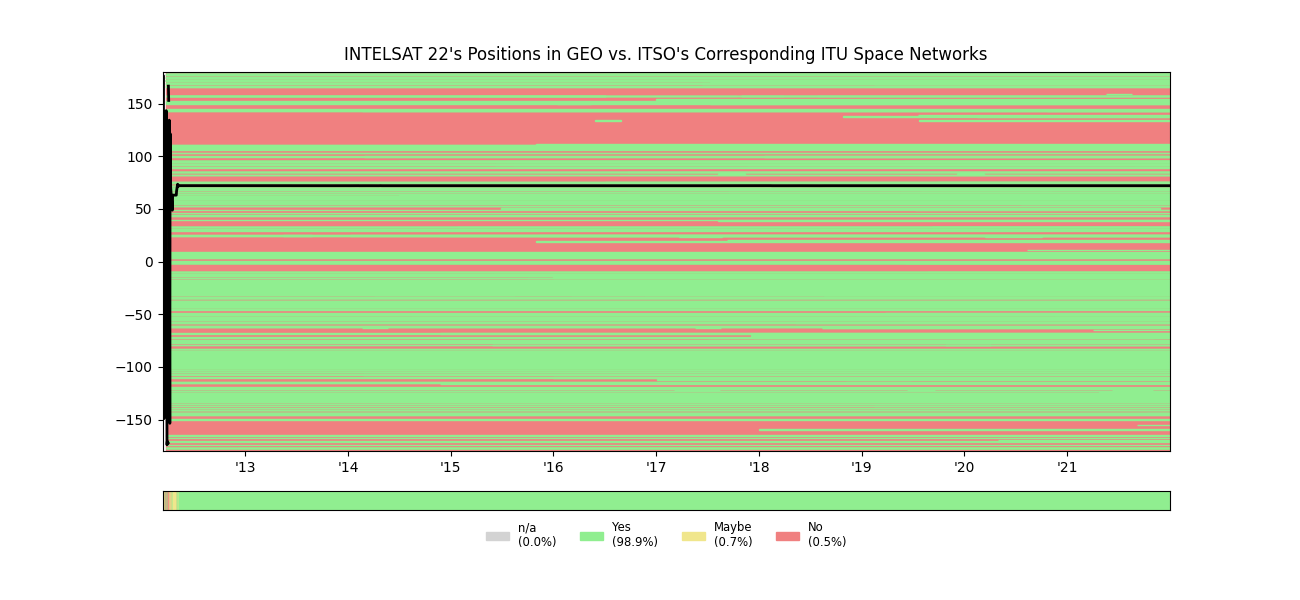 INTELSAT 22's Positions in GEO vs. ITSO's Corresponding ITU Space Networks
150
100
50
0
−50
−100
−150
'13 '14 '15 '16 '17 '18 '19 '20 '21
n/a Yes Maybe No
(0.0%) (98.9%) (0.7%) (0.5%)